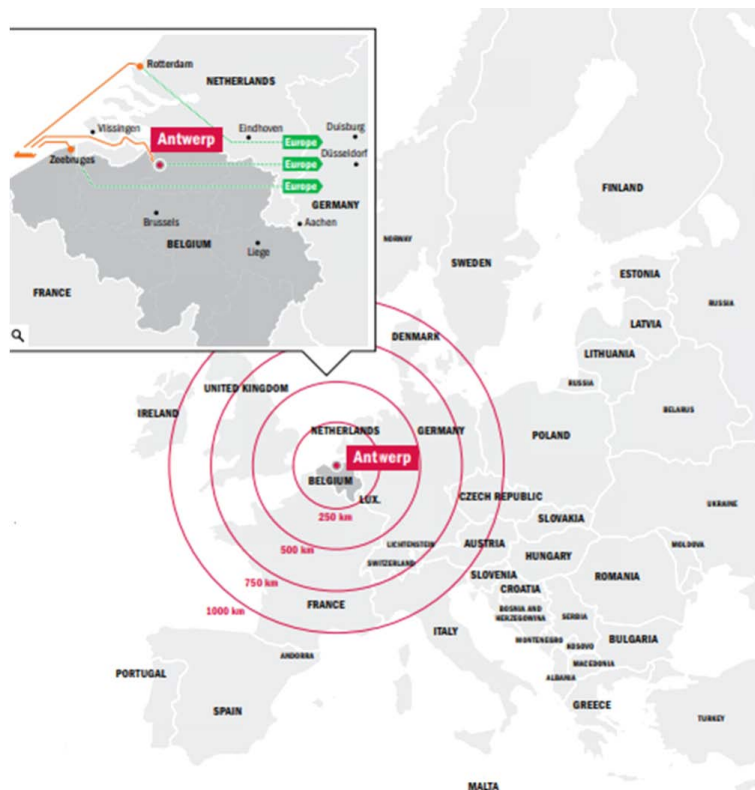 Rotterdam
NETHERLANDS
Vlissingen
Antwerp
Eindhoven
Duisburg
Europe
Düsseldorf
Zeebruges
Europe
Europe
GERMANY
Brussels
Aachen
BELGIUM
Liege
FRANCE
FINLAND
NORWAY
SWEDEN
ESTONIA
RUSSIA
LATVIA
DENMARK
LITHUANIA
RUSSIA
UNITED KINGDOM
BELARUS
IRELAND
NETHERLANDS
GERMANY
POLAND
Antwerp
BELGIUM
LUX.
CZECH REPUBLIC
UKRAINE
250 km
SLOVAKIA
LICHTENSTEIN
AUSTRIA
MOLDOVA
500 km
HUNGARY
SWITZERLAND
SLOVENIA
ROMANIA
750 km
CROATIA
1000 km
FRANCE
BOSNIA AND
HERZEGOWINA
SERBIA
ITALY
MONTENEGRO
BULGARIA
KOSOVO
ANDORRA
MACEDONIA
PORTUGAL
ALBANIA
SPAIN
GREECE
TURKEY
MALTA